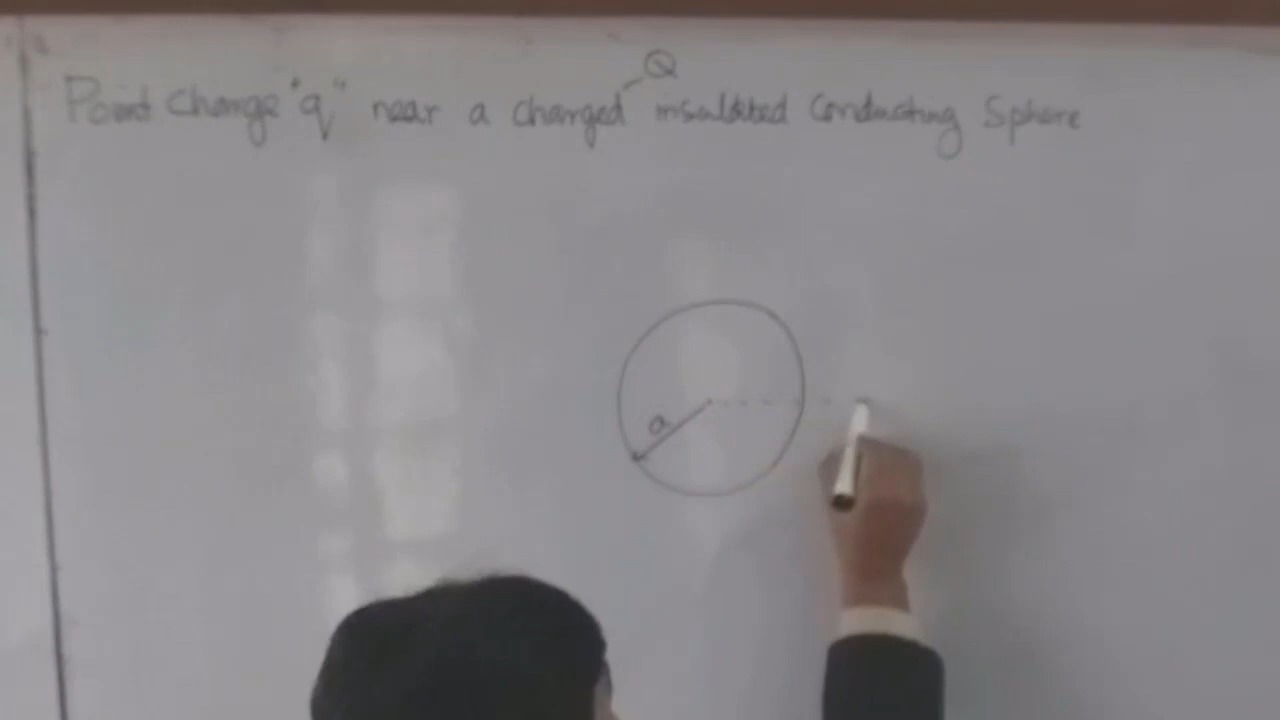 Q
Point Charge "q" near a charged insulated Conducting Sphere
a